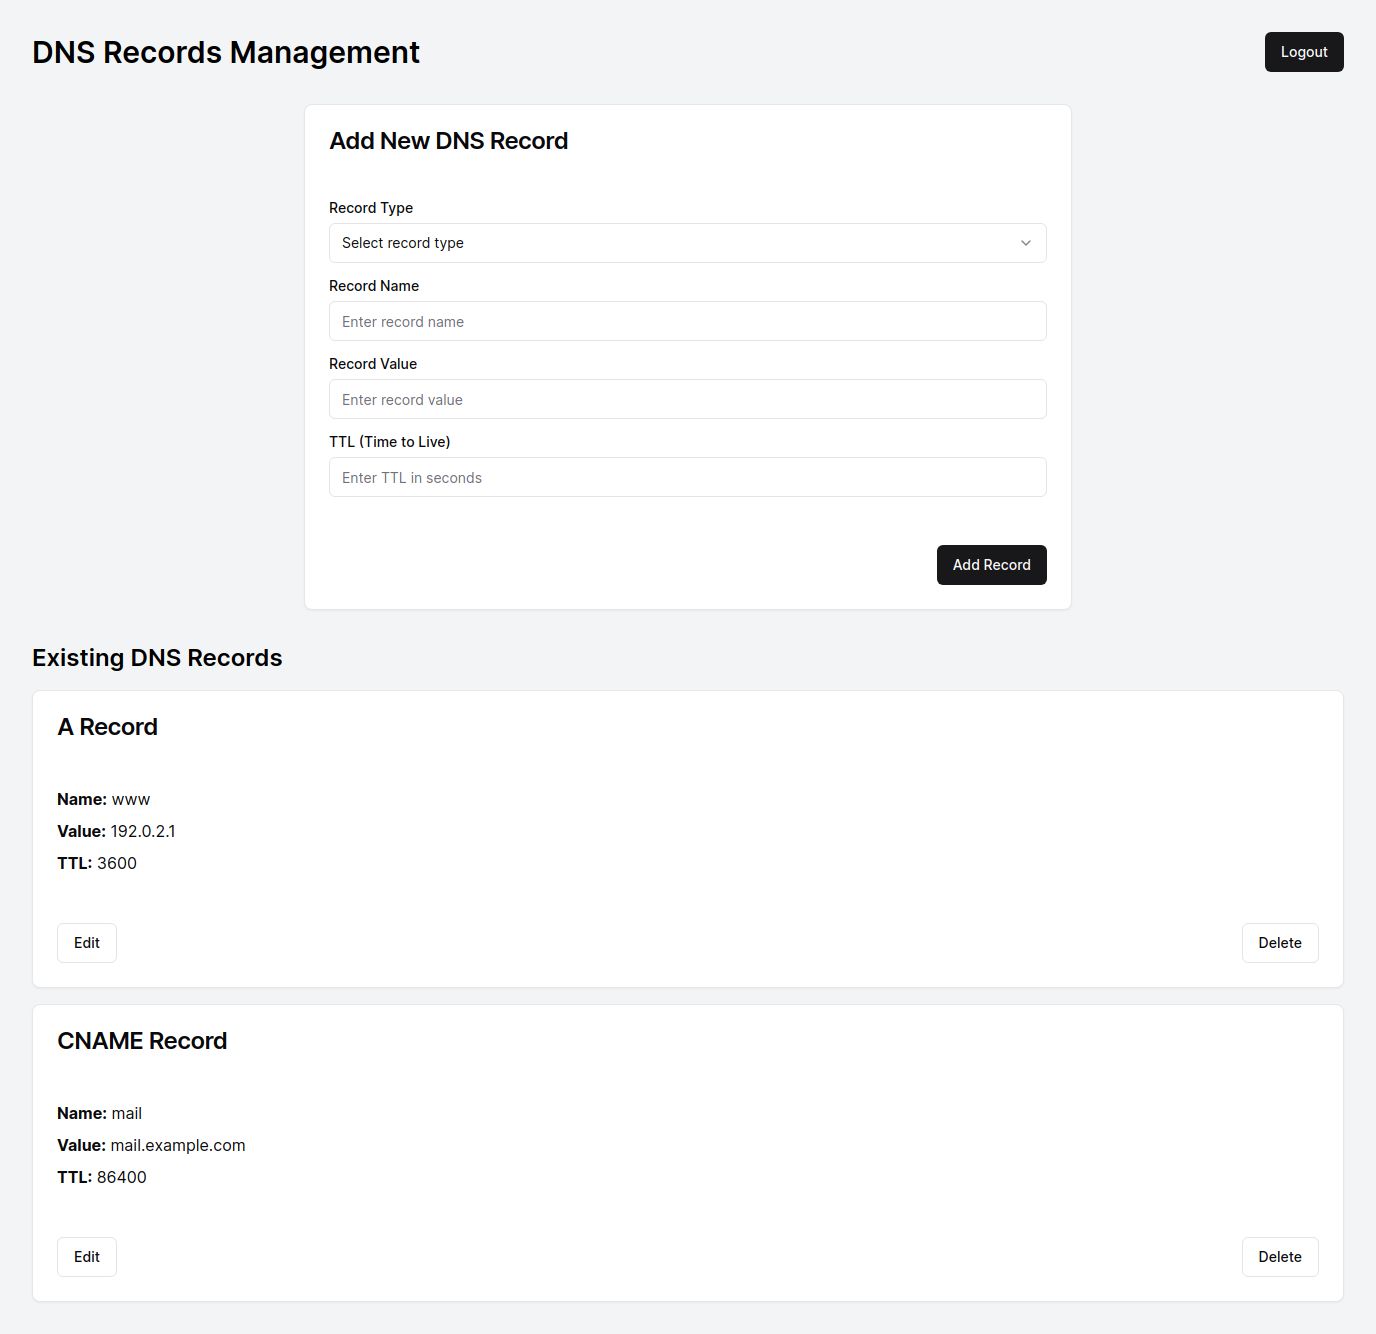 DNS Records Management
Logout
Add New DNS Record
Record Type
Select record type
Record Name
Enter record name
Record Value
Enter record value
TTL (Time to Live)
Enter TTL in seconds
Add Record
Existing DNS Records
A Record
Name: www
Value: 192.0.2.1
TTL: 3600
Edit
Delete
CNAME Record
Name: mail
Value: mail.example.com
TTL: 86400
Edit
Delete